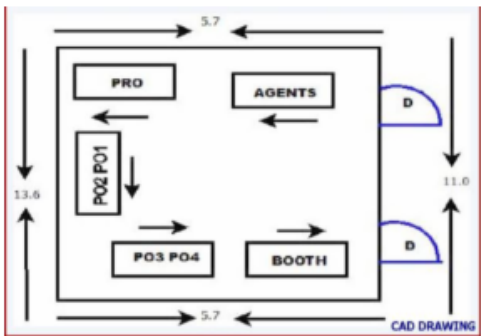 5.7
PRO
AGENTS
D
PO2 PO1
13.6
11.0
PO3 PO4
BOOTH
D
5.7
CAD DRAWING